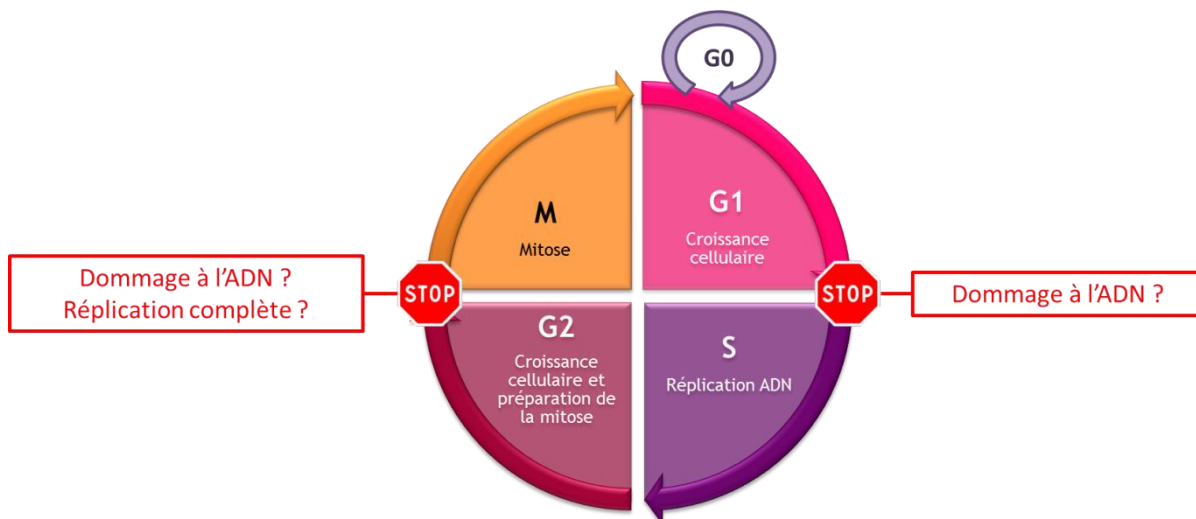 G0
M
Mitose
G1
Croissance
cellulaire
Dommage à l'ADN ?
Réplication complète ?
STOP
STOP
Dommage à l'ADN ?
G2
Croissance
cellulaire et
préparation de
la mitose
S
Réplication ADN